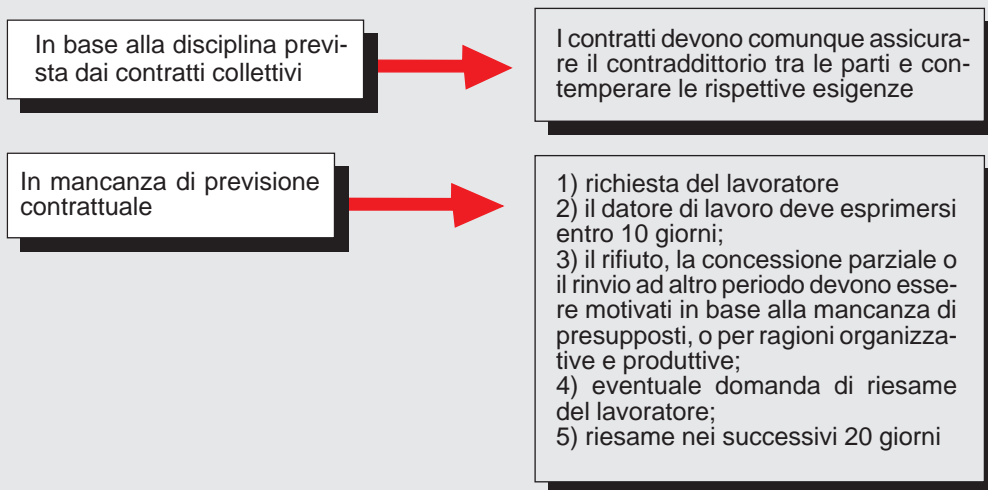 In base alla disciplina previ-
sta dai contratti collettivi
I contratti devono comunque assicura-
re il contraddittorio tra le parti e con-
temperare le rispettive esigenze
In mancanza di previsione
contrattuale
1) richiesta del lavoratore
2) il datore di lavoro deve esprimersi
entro 10 giorni;
3) il rifiuto, la concessione parziale o
il rinvio ad altro periodo devono esse-
re motivati in base alla mancanza di
presupposti, o per ragioni organizza-
tive e produttive;
4) eventuale domanda di riesame
del lavoratore;
5) riesame nei successivi 20 giorni